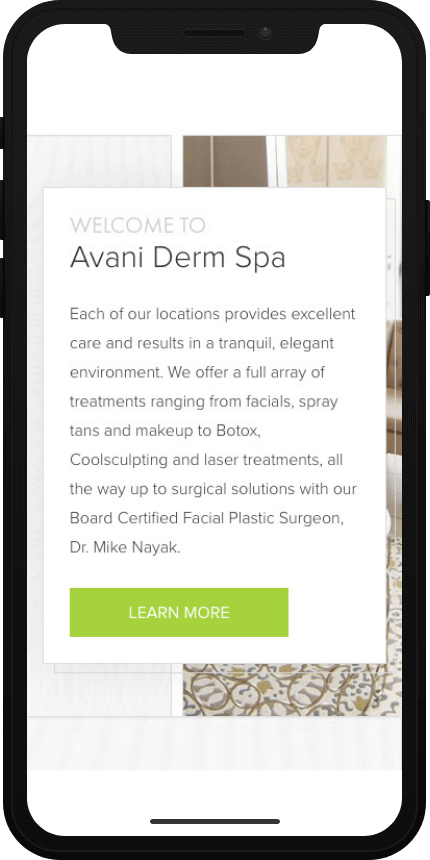 WELCOME TO
Avani Derm Spa
Each of our locations provides excellent
care and results in a tranquil, elegant
environment. We offer a full array of
treatments ranging from facials, spray
tans and makeup to Botox,
Coolsculpting and laser treatments, all
the way up to surgical solutions with our
Board Certified Facial Plastic Surgeon,
Dr. Mike Nayak.
LEARN MORE